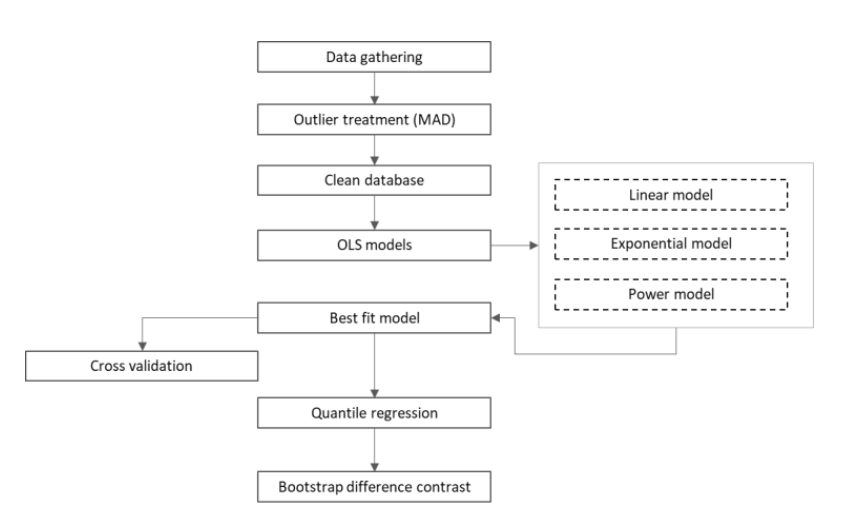 Data gathering
Outlier treatment (MAD)
Clean database
OLS models
Linear model
Exponential model
Power model
Best fit model
Cross validation
Quantile regression
Bootstrap difference contrast